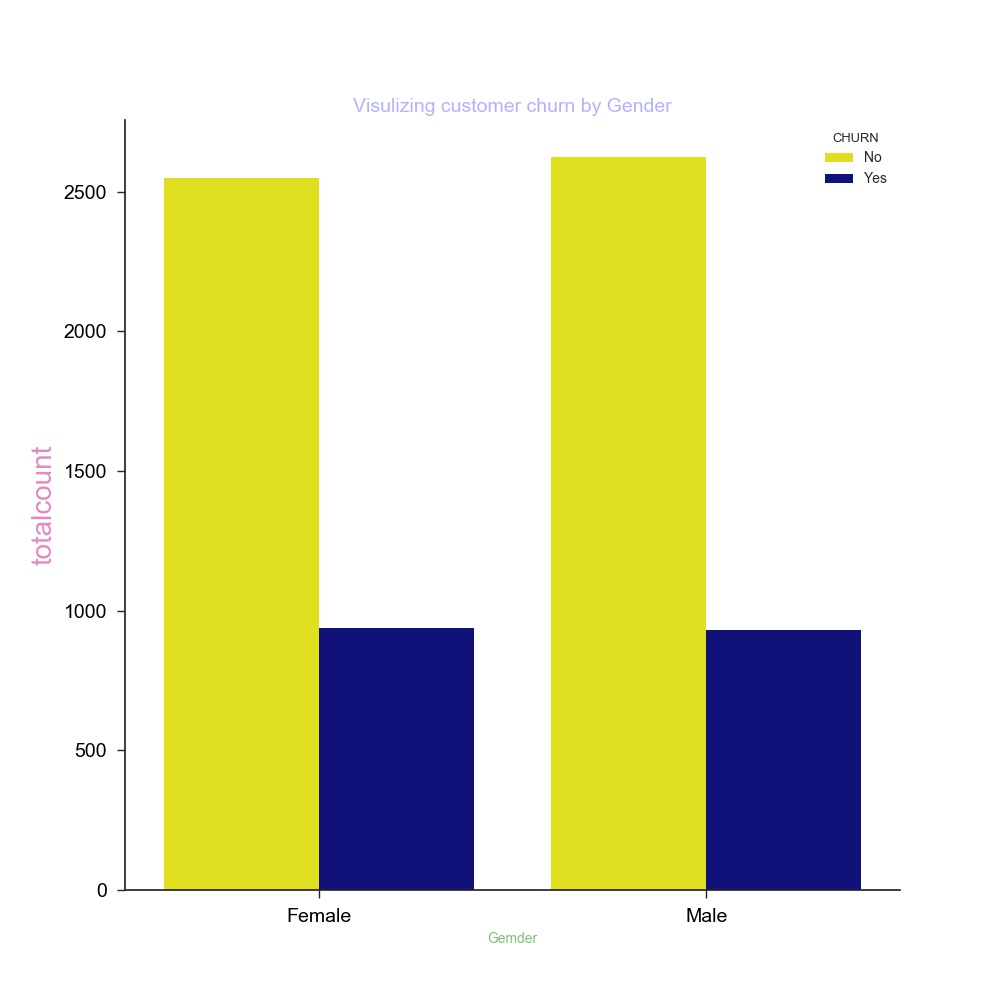 Visulizing customer churn by Gender
CHURN
No
Yes
2500
2000
1500
1000
500
0
totalcount
Female
Male
Gemder